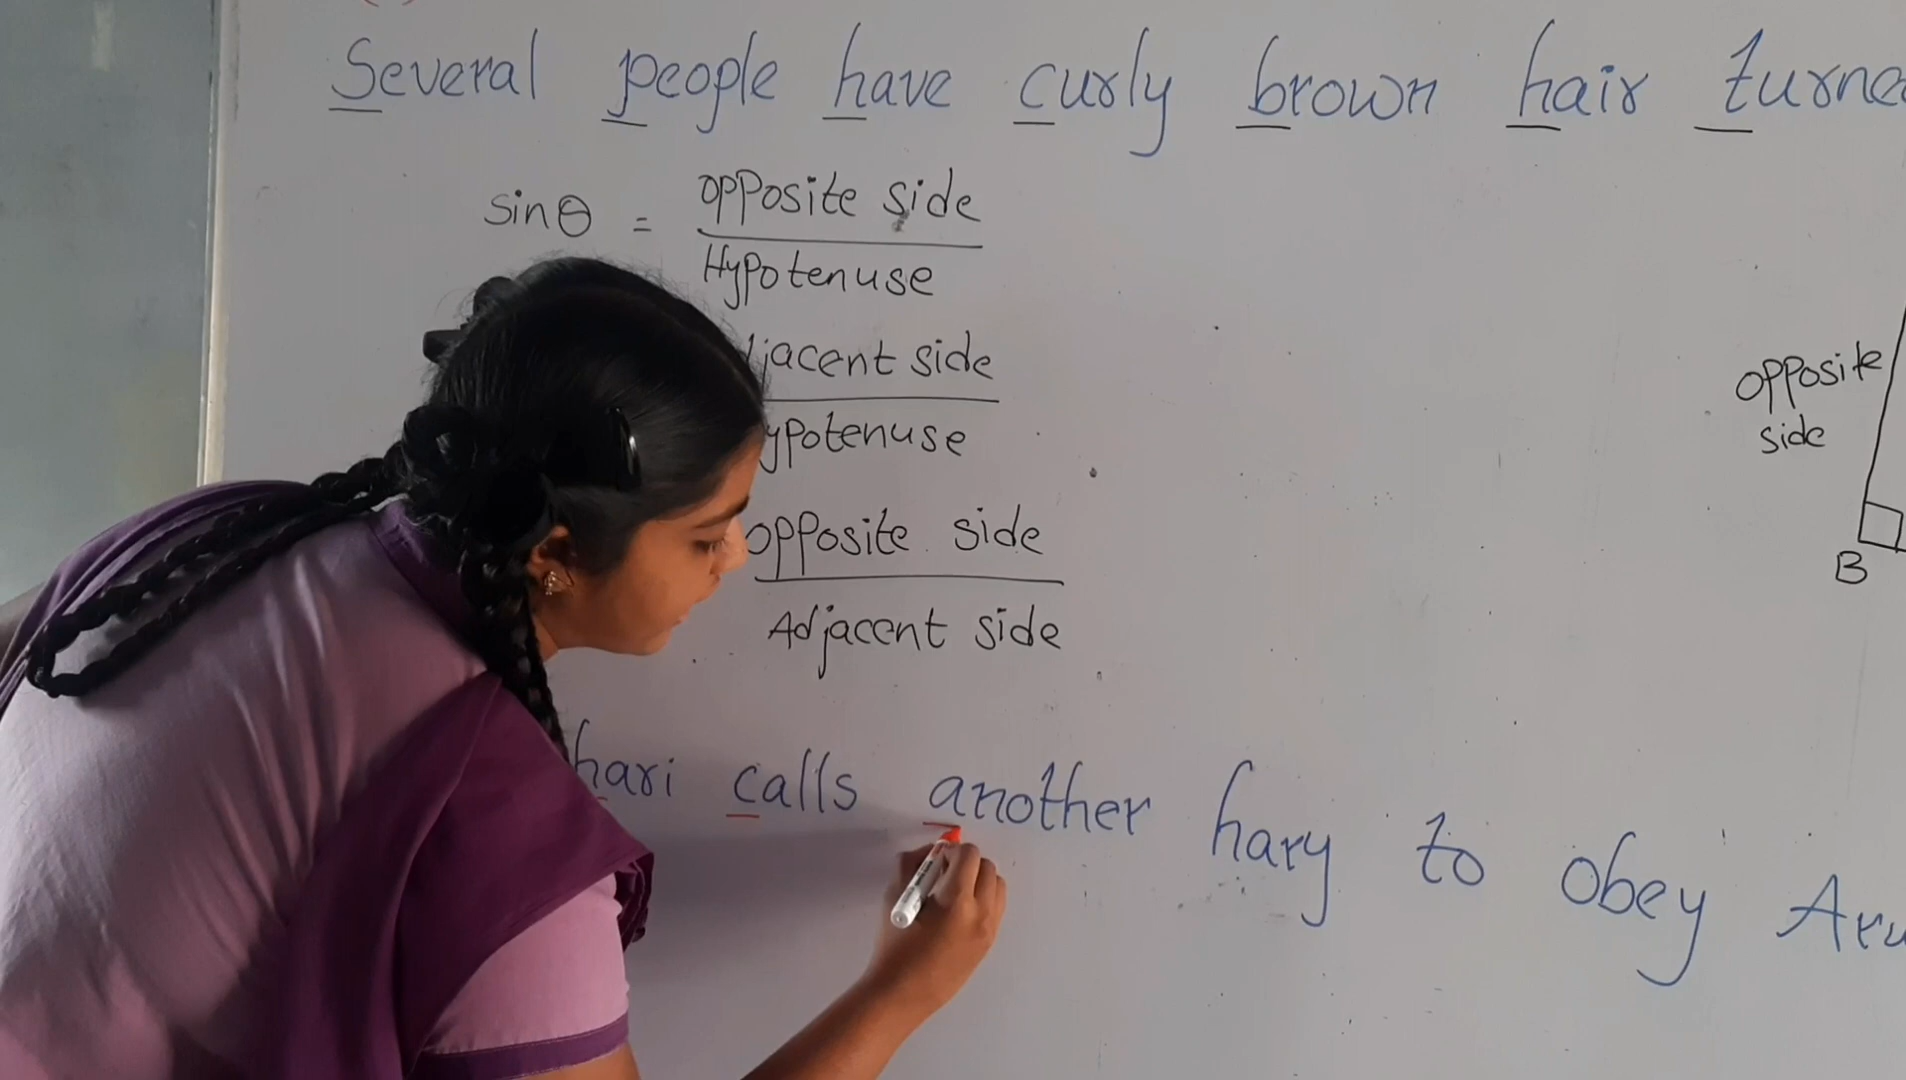 Several people have curly brown hair turne
sinθ = opposite side
Hypotenuse
jacent side
ypotenuse
opposite side
Adjacent side
opposite
side
B
hari calls another hary to obey Aru